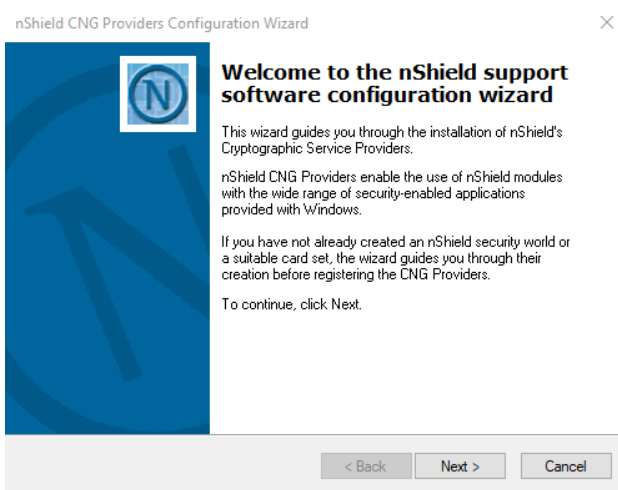 nShield CNG Providers Configuration Wizard
Welcome to the nShield support
software configuration wizard
This wizard guides you through the installation of nShield's
Cryptographic Service Providers.
nShield CNG Providers enable the use of nShield modules
with the wide range of security-enabled applications
provided with Windows.
If you have not already created an nShield security world or
a suitable card set, the wizard guides you through their
creation before registering the CNG Providers.
To continue, click Next.
< Back Next > Cancel